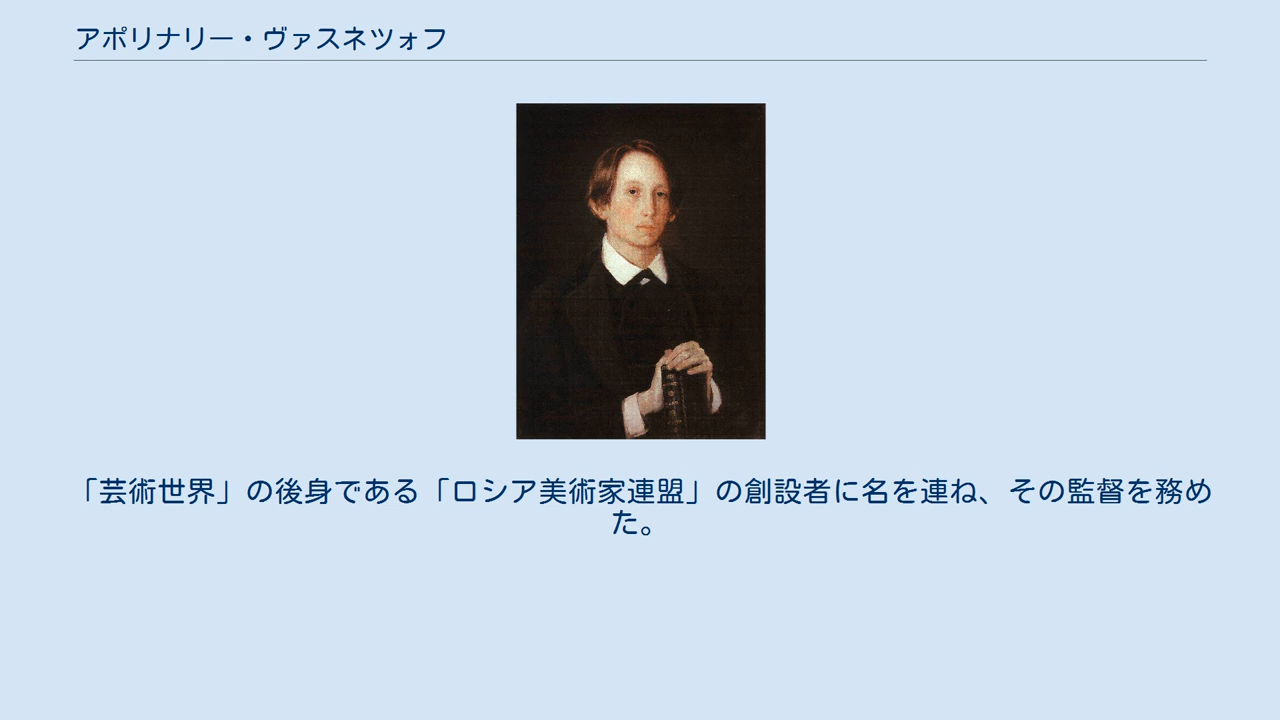 アポリナリー・ヴァスネツォフ
「芸術世界」の後身である「ロシア美術家連盟」の創設者に名を連ね、その監督を務め
た。